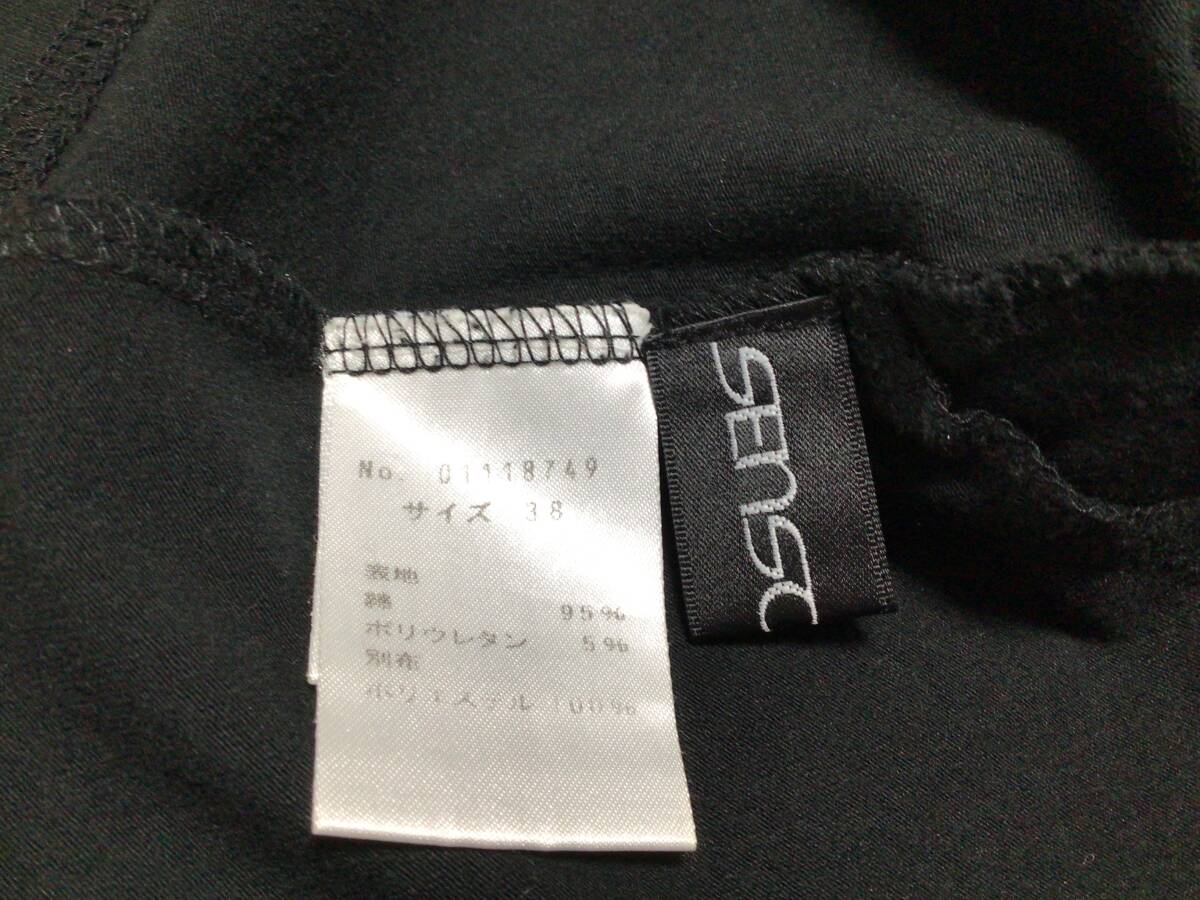 No. 01118749
サイズ 38
表地
綿 95%
ポリウレタン 5%
別布
ポリエステル 100%
SENSO